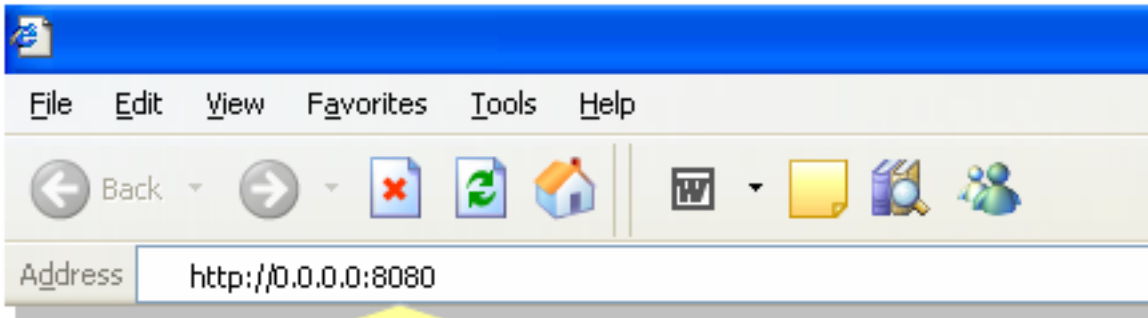 File Edit View Favorites Tools Help
Back W
Address http://0.0.0.0:8080